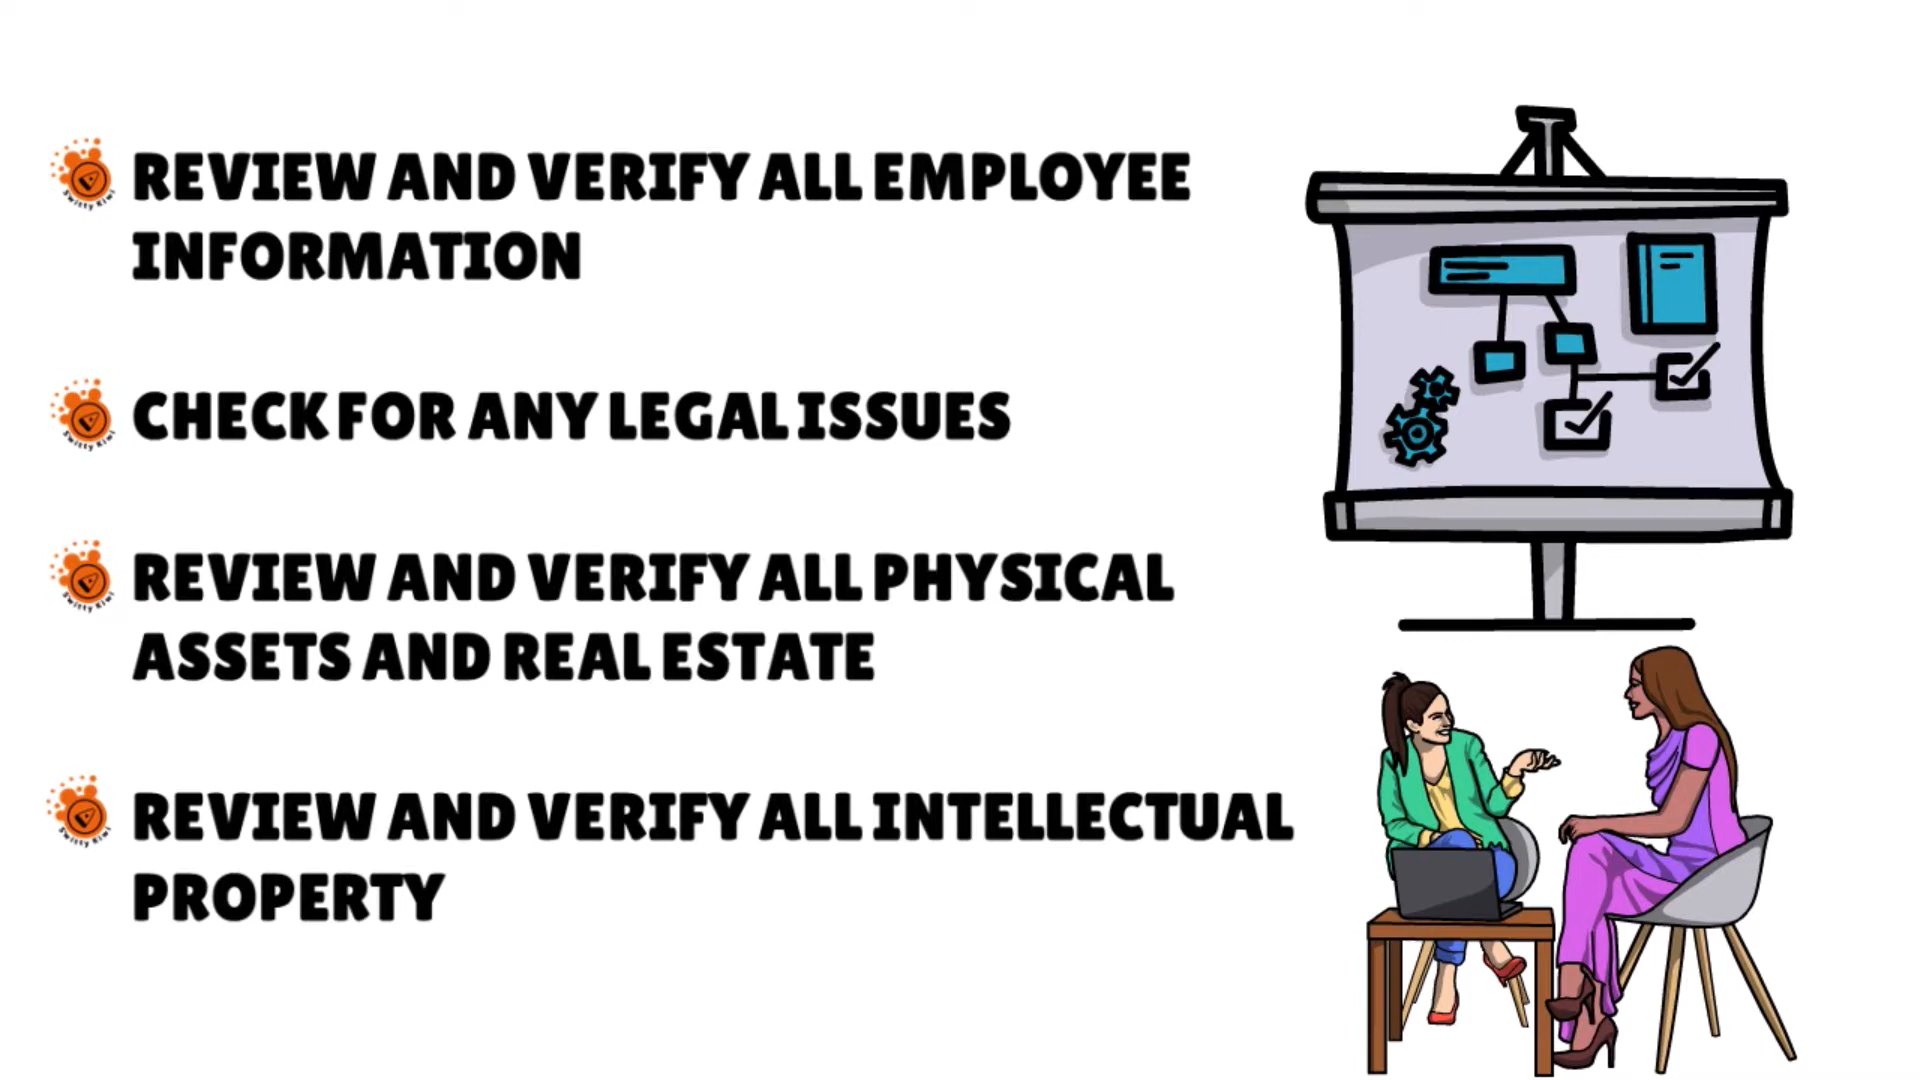 REVIEW AND VERIFY ALL EMPLOYEE
INFORMATION
CHECK FOR ANY LEGAL ISSUES
REVIEW AND VERIFY ALL PHYSICAL
ASSETS AND REAL ESTATE
REVIEW AND VERIFY ALL INTELLECTUAL
PROPERTY